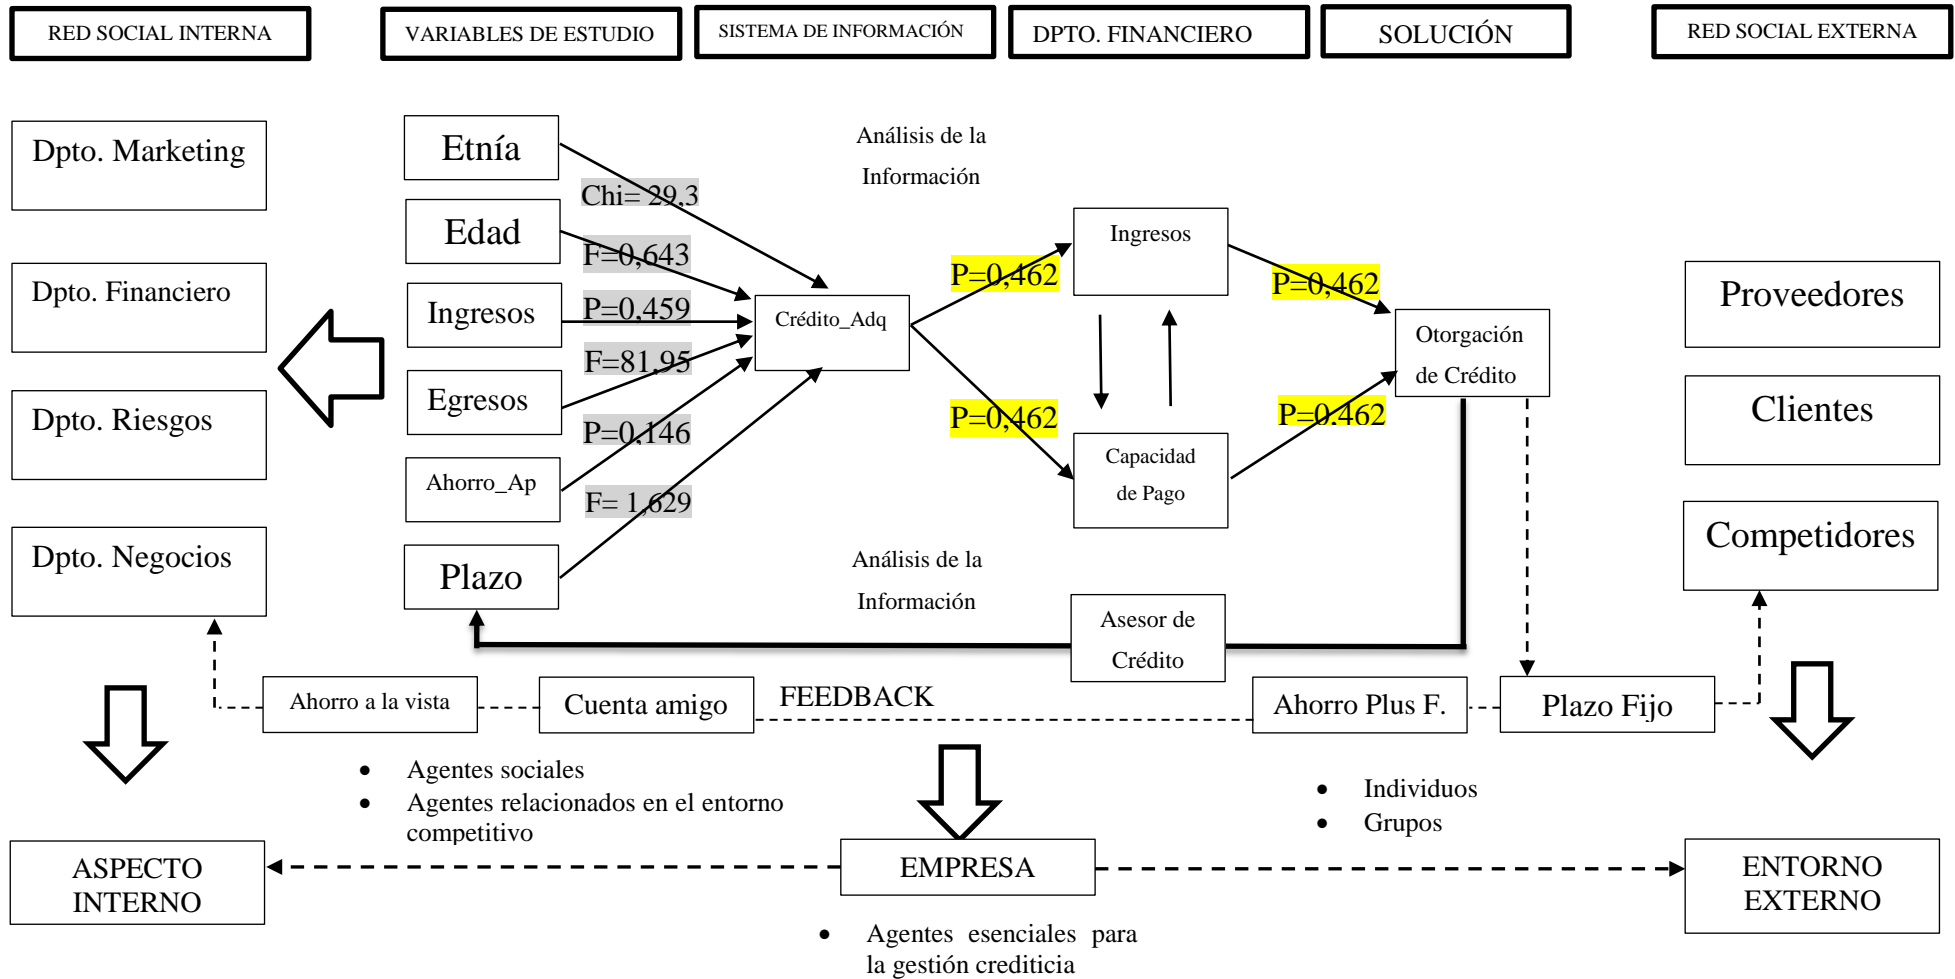 RED SOCIAL INTERNA
VARIABLES DE ESTUDIO
SISTEMA DE INFORMACIÓN
DPTO. FINANCIERO
SOLUCIÓN
RED SOCIAL EXTERNA
Dpto. Marketing
Dpto. Financiero
Dpto. Riesgos
Dpto. Negocios
Etnía
Edad
Ingresos
Egresos
Ahorro_Ap
Plazo
Chi= 29,3
F=0,643
P=0,459
F=81,95
P=0,146
F= 1,629
Crédito_Adq
Análisis de la
Información
Análisis de la
Información
P=0,462
P=0,462
Ingresos
Capacidad
de Pago
P=0,462
P=0,462
Otorgación
de Crédito
Asesor de
Crédito
Proveedores
Clientes
Competidores
Ahorro a la vista
Cuenta amigo
FEEDBACK
Ahorro Plus F.
Plazo Fijo
• Agentes sociales
• Agentes relacionados en el entorno
competitivo
• Individuos
• Grupos
ASPECTO
INTERNO
EMPRESA
ENTORNO
EXTERNO
• Agentes esenciales para
la gestión crediticia